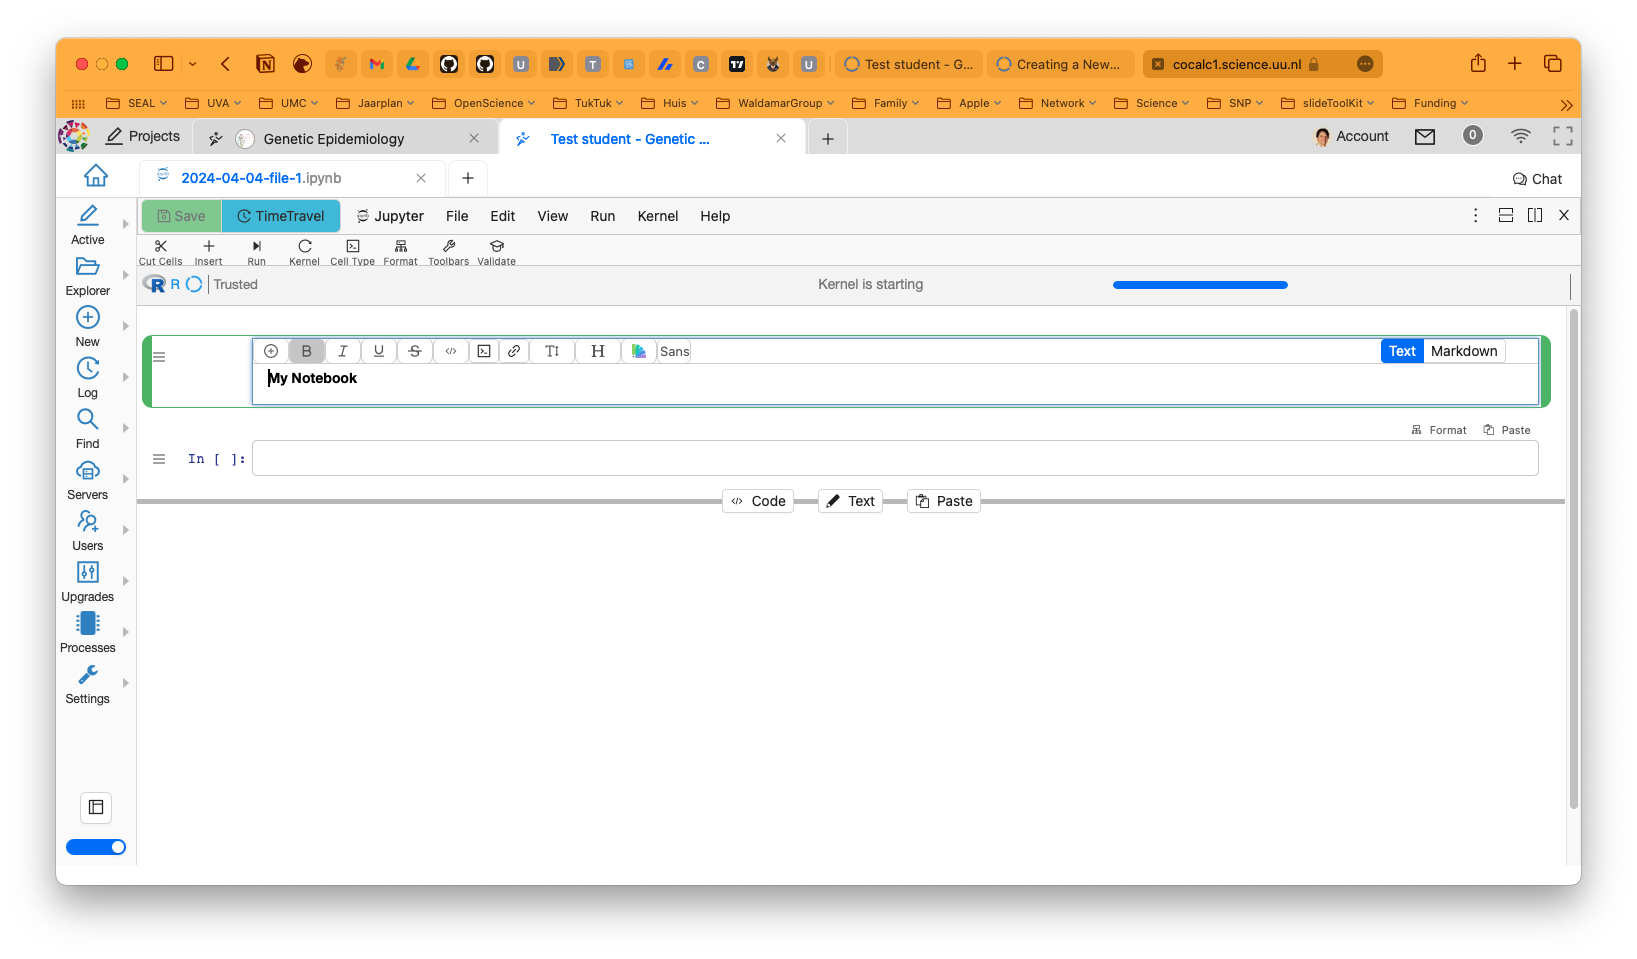 Test student - G...
Creating a New...
cocalc1.science.uu.nl
SEAL
UVA
UMC
Jaarplan
OpenScience
TukTuk
Huis
WaldamarGroup
Family
Apple
Network
Science
SNP
slideToolKit
Funding
Projects
Genetic Epidemiology
Test student - Genetic ...
Account
0
2024-04-04-file-1.ipynb
Chat
Save
TimeTravel
Jupyter
File
Edit
View
Run
Kernel
Help
Cut Cells
Insert
Run
Kernel
Cell Type
Format
Toolbars
Validate
R
Trusted
Kernel is starting
Active
Explorer
New
Log
Find
Servers
Users
Upgrades
Processes
Settings
B
I
U
S
H
Sans
Text
Markdown
My Notebook
Format
Paste
In [ ]:
Code
Text
Paste